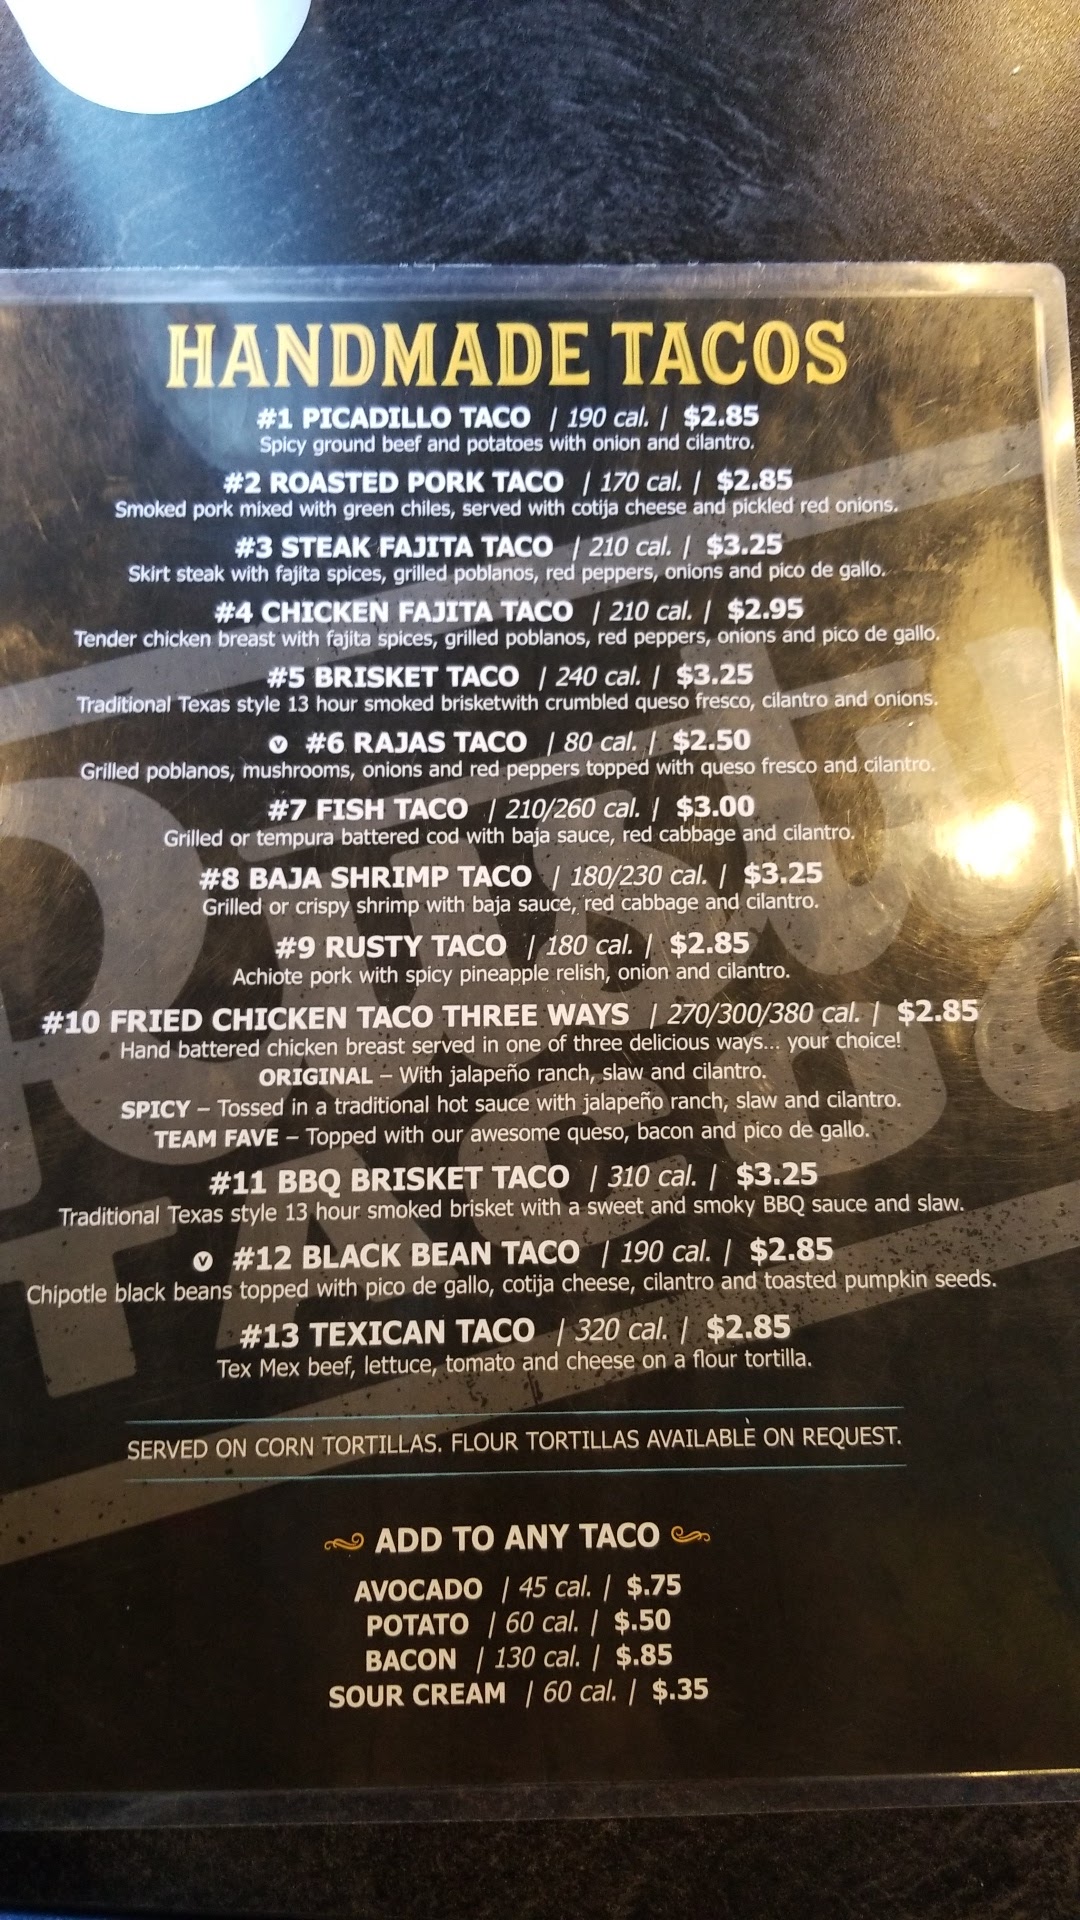 HANDMADE TACOS
#1 PICADILLO TACO | 190 cal. | $2.85
Spicy ground beef and potatoes with onion and cilantro.
#2 ROASTED PORK TACO | 170 cal. | $2.85
Smoked pork mixed with green chiles, served with cotija cheese and pickled red onions.
#3 STEAK FAJITA TACO | 210 cal. | $3.25
Skirt steak with fajita spices, grilled poblanos, red peppers, onions and pico de gallo.
#4 CHICKEN FAJITA TACO | 210 cal. | $2.95
Tender chicken breast with fajita spices, grilled poblanos, red peppers, onions and pico de gallo.
#5 BRISKET TACO | 240 cal. | $3.25
Traditional Texas style 13 hour smoked brisketwith crumbled queso fresco, cilantro and onions.
V #6 RAJAS TACO | 80 cal. | $2.50
Grilled poblanos, mushrooms, onions and red peppers topped with queso fresco and cilantro.
#7 FISH TACO | 210/260 cal. | $3.00
Grilled or tempura battered cod with baja sauce, red cabbage and cilantro.
#8 BAJA SHRIMP TACO | 180/230 cal. | $3.25
Grilled or crispy shrimp with baja sauce, red cabbage and cilantro.
#9 RUSTY TACO | 180 cal. | $2.85
Achiote pork with spicy pineapple relish, onion and cilantro.
#10 FRIED CHICKEN TACO THREE WAYS | 270/300/380 cal. | $2.85
Hand battered chicken breast served in one of three delicious ways... your choice!
ORIGINAL – With jalapeño ranch, slaw and cilantro.
SPICY – Tossed in a traditional hot sauce with jalapeño ranch, slaw and cilantro.
TEAM FAVE – Topped with our awesome queso, bacon and pico de gallo.
#11 BBQ BRISKET TACO | 310 cal. | $3.25
Traditional Texas style 13 hour smoked brisket with a sweet and smoky BBQ sauce and slaw.
V #12 BLACK BEAN TACO | 190 cal. | $2.85
Chipotle black beans topped with pico de gallo, cotija cheese, cilantro and toasted pumpkin seeds.
#13 TEXICAN TACO | 320 cal. | $2.85
Tex Mex beef, lettuce, tomato and cheese on a flour tortilla.
SERVED ON CORN TORTILLAS. FLOUR TORTILLAS AVAILABLE ON REQUEST.
ADD TO ANY TACO
AVOCADO | 45 cal. | $.75
POTATO | 60 cal. | $.50
BACON | 130 cal. | $.85
SOUR CREAM | 60 cal. | $.35
Rusty
TACO